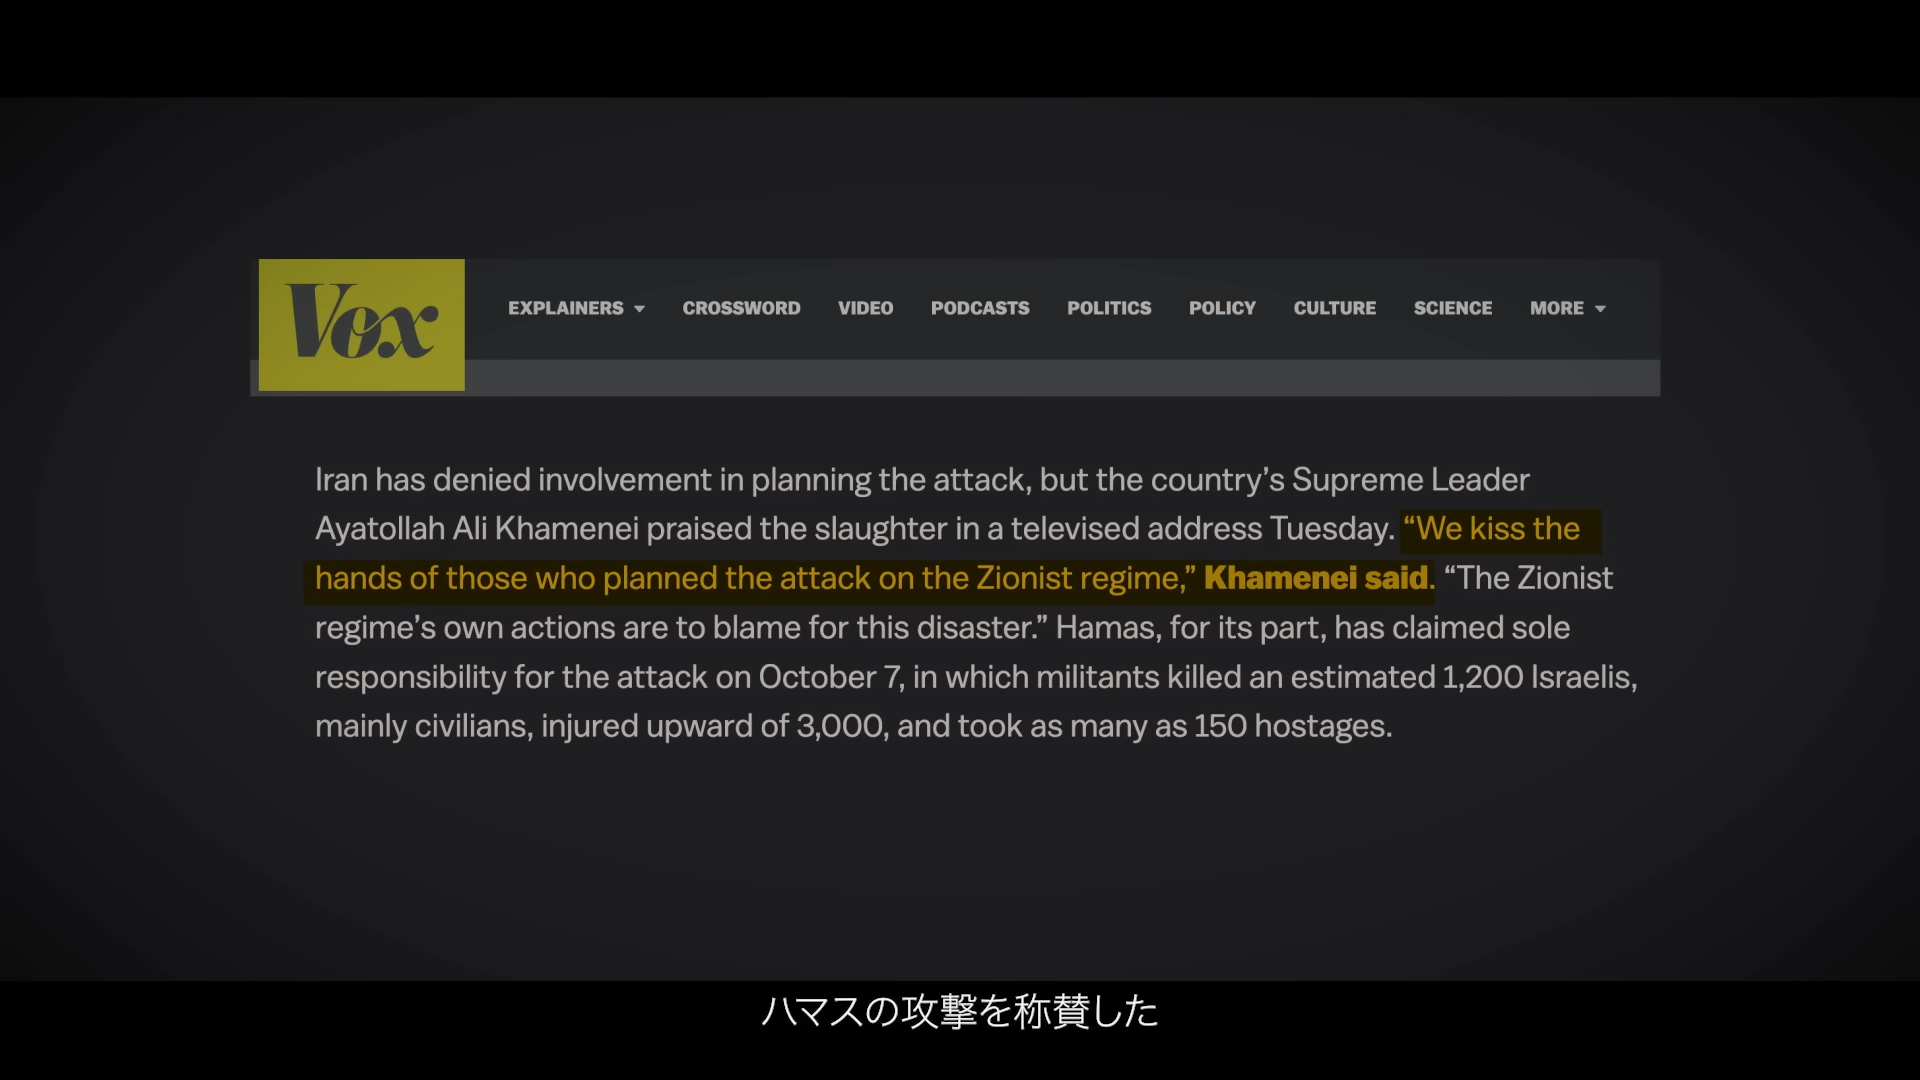 Vox
EXPLAINERS CROSSWORD VIDEO PODCASTS POLITICS POLICY CULTURE SCIENCE MORE
Iran has denied involvement in planning the attack, but the country’s Supreme Leader
Ayatollah Ali Khamenei praised the slaughter in a televised address Tuesday. “We kiss the
hands of those who planned the attack on the Zionist regime,” Khamenei said. “The Zionist
regime’s own actions are to blame for this disaster.” Hamas, for its part, has claimed sole
responsibility for the attack on October 7, in which militants killed an estimated 1,200 Israelis,
mainly civilians, injured upward of 3,000, and took as many as 150 hostages.
ハマスの攻撃を称賛した